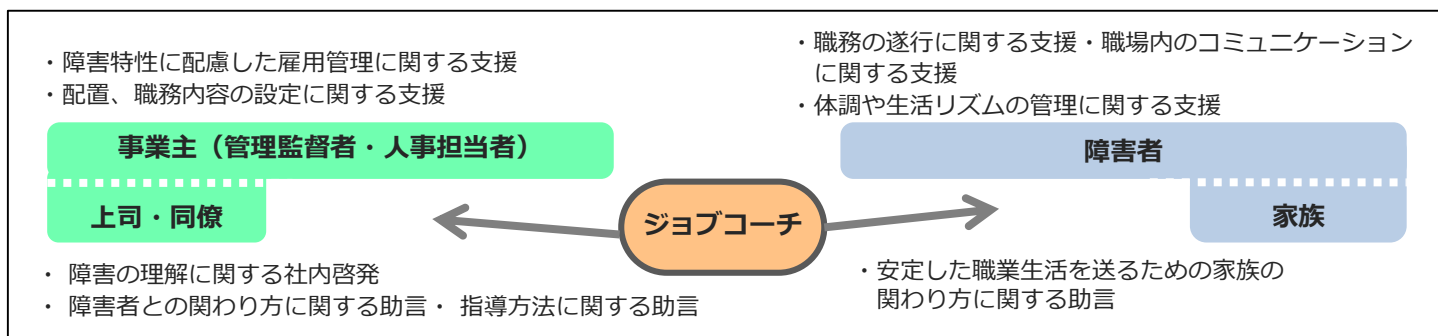 ・障害特性に配慮した雇用管理に関する支援
・配置、職務内容の設定に関する支援
事業主（管理監督者・人事担当者）
上司・同僚
・ 障害の理解に関する社内啓発
・ 障害者との関わり方に関する助言・ 指導方法に関する助言
ジョブコーチ
・職務の遂行に関する支援・職場内のコミュニケーション
に関する支援
・体調や生活リズムの管理に関する支援
障害者
家族
・安定した職業生活を送るための家族の
関わり方に関する助言